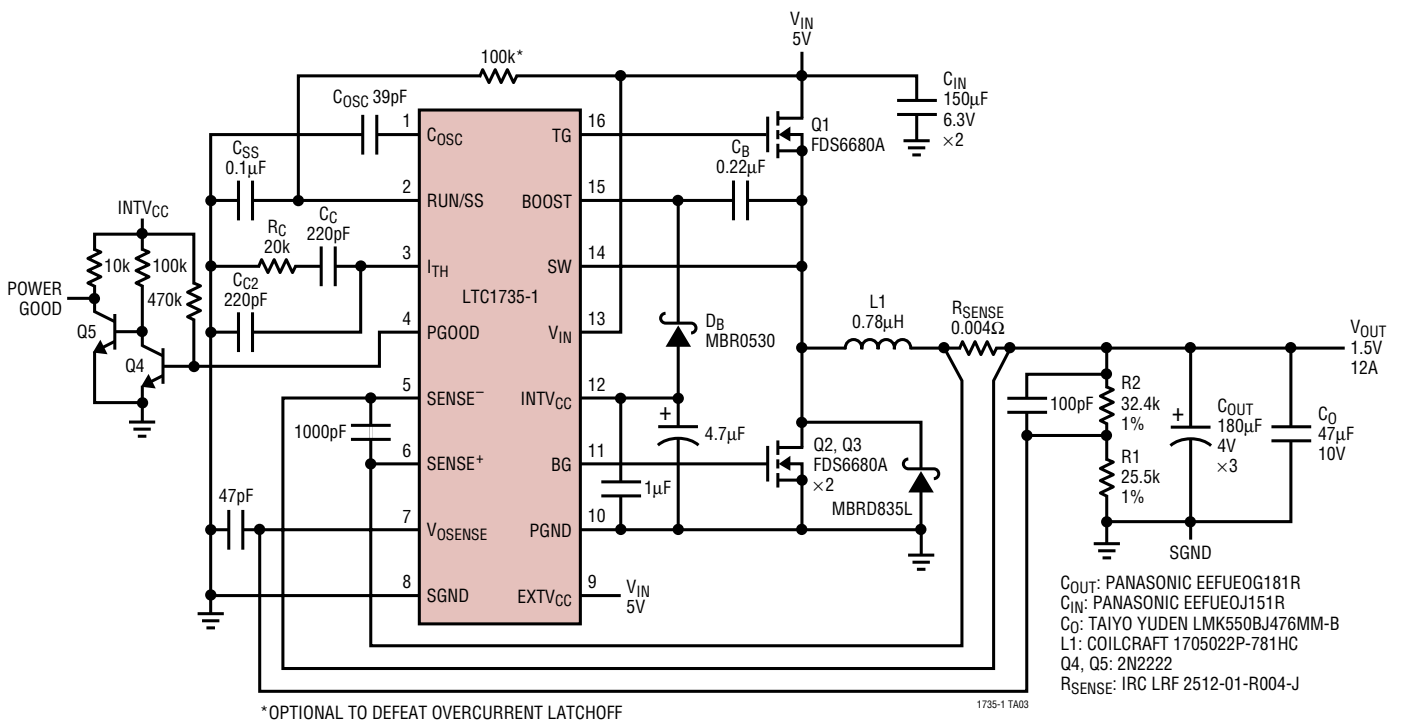 VIN
5V
100k*
COSC 39pF
CIN
150µF
6.3V
×2
1
COSC
TG
16
Q1
FDS6680A
CSS
0.1µF
CB
0.22µF
2
RUN/SS
BOOST
15
INTVCC
RC
20k
CC
220pF
3
ITH
SW
14
10k
100k
470k
POWER
GOOD
CC2
220pF
LTC1735-1
L1
0.78µH
RSENSE
0.004Ω
4
PGOOD
VIN
13
DB
MBR0530
VOUT
1.5V
12A
Q5
Q4
5
SENSE−
INTVCC
12
1000pF
+
4.7µF
100pF
R2
32.4k
1%
+
COUT
180µF
4V
×3
CO
47µF
10V
6
SENSE+
BG
11
Q2, Q3
FDS6680A
×2
R1
25.5k
1%
1µF
MBRD835L
47pF
7
VOSENSE
PGND
10
SGND
8
SGND
EXTVCC
9
VIN
5V
COUT: PANASONIC EEFUEOG181R
CIN: PANASONIC EEFUEOJ151R
CO: TAIYO YUDEN LMK550BJ476MM-B
L1: COILCRAFT 1705022P-781HC
Q4, Q5: 2N2222
RSENSE: IRC LRF 2512-01-R004-J
1735-1 TA03
*OPTIONAL TO DEFEAT OVERCURRENT LATCHOFF